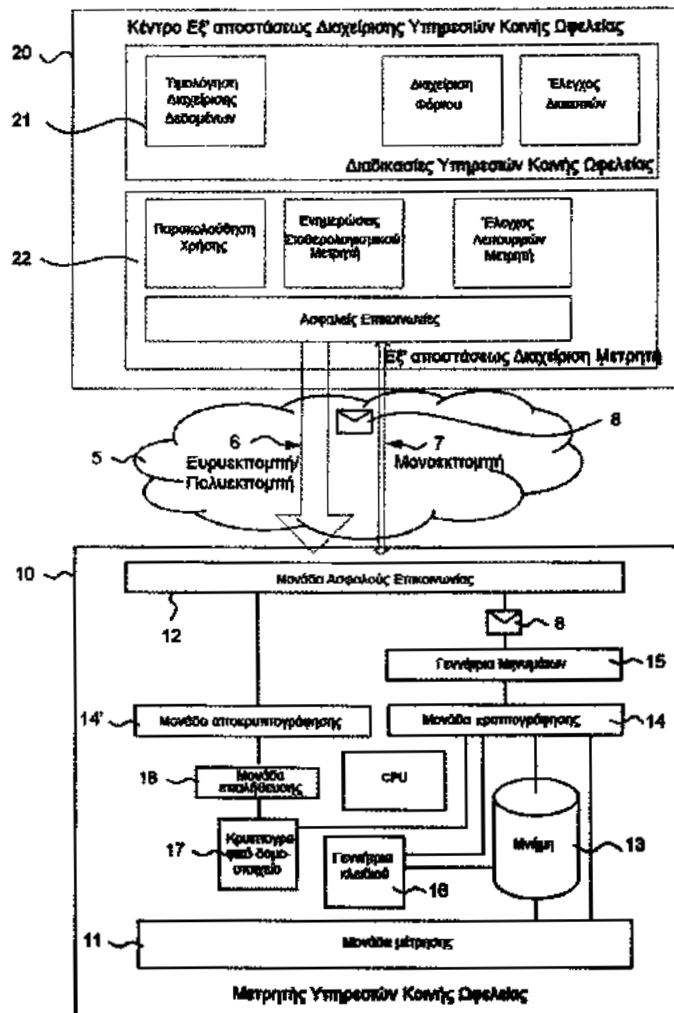 Κέντρο Εξ' αποστάσεως Διαχείρισης Υπηρεσιών Κοινής Ωφελείας
20
21
Τιμολόγηση
Διαχείρισης
Δεδομένων
Διαχείριση
Φόρτου
Έλεγχος
Διαδικασίες Υπηρεσιών Κοινής Ωφελείας
22
Παρακολούθηση
Χρήσης
Ενημερώσεις
Σταθερολογισμικού
Μετρητή
Έλεγχος
Λειτουργιών
Μετρητή
Ασφαλείς Επικοινωνίες
Εξ' αποστάσεως Διαχείριση Μετρητή
8
5
6
7
Ευρυεκπομπή/
Πολυεκπομπή
Μονοεκπομπή
10
Μονάδα Ασφαλούς Επικοινωνίας
12
8
Γεννήτρια Μηνυμάτων
15
14'
Μονάδα αποκρυπτογράφησης
Μονάδα κρυπτογράφησης
14
18
Μονάδα
επαλήθευσης
CPU
17
Κρυπτογρα
φικό δομο-
στοιχείο
Γεννήτρια
κλειδιού
16
Μνήμη
13
11
Μονάδα μέτρησης
Μετρητής Υπηρεσιών Κοινής Ωφελείας